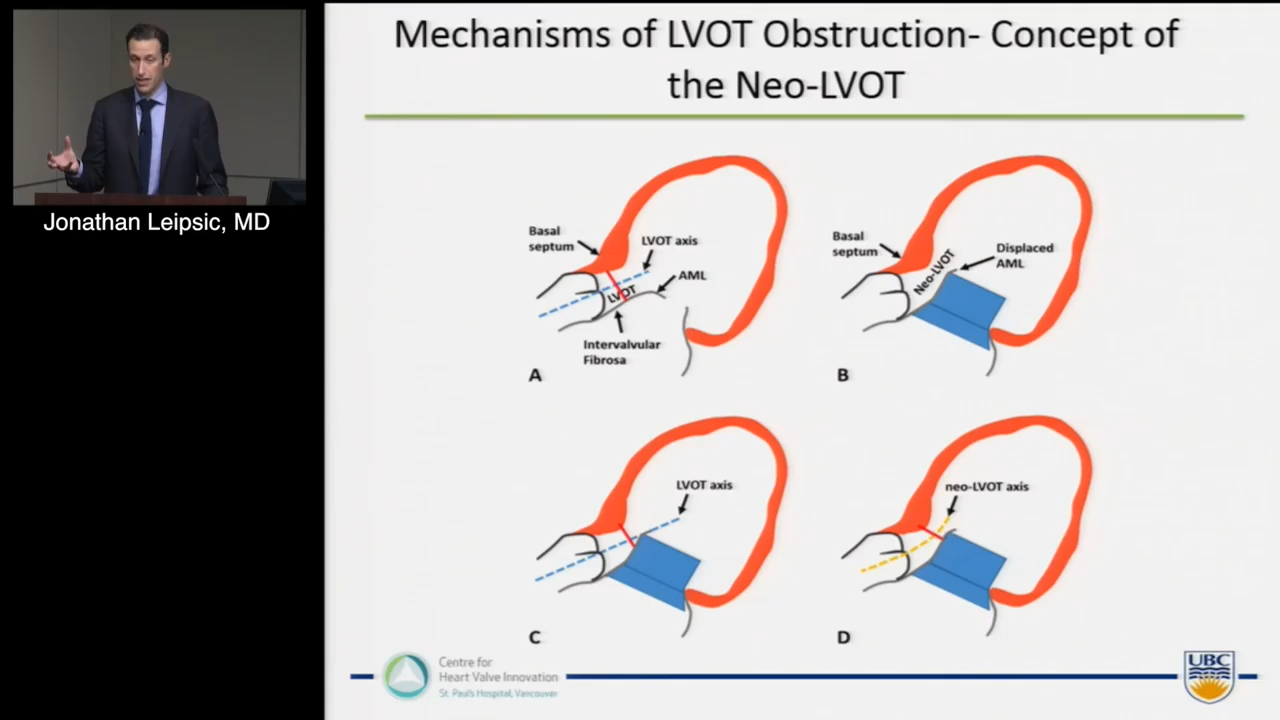 Mechanisms of LVOT Obstruction- Concept of
the Neo-LVOT
Jonathan Leipsic, MD
Basal
septum
LVOT axis
AML
LVOT
Intervalvular
Fibrosa
A
Basal
septum
Neo-LVOT
Displaced
AML
B
LVOT axis
C
neo-LVOT axis
D
Centre for
Heart Valve Innovation
St. Paul's Hospital, Vancouver
UBC